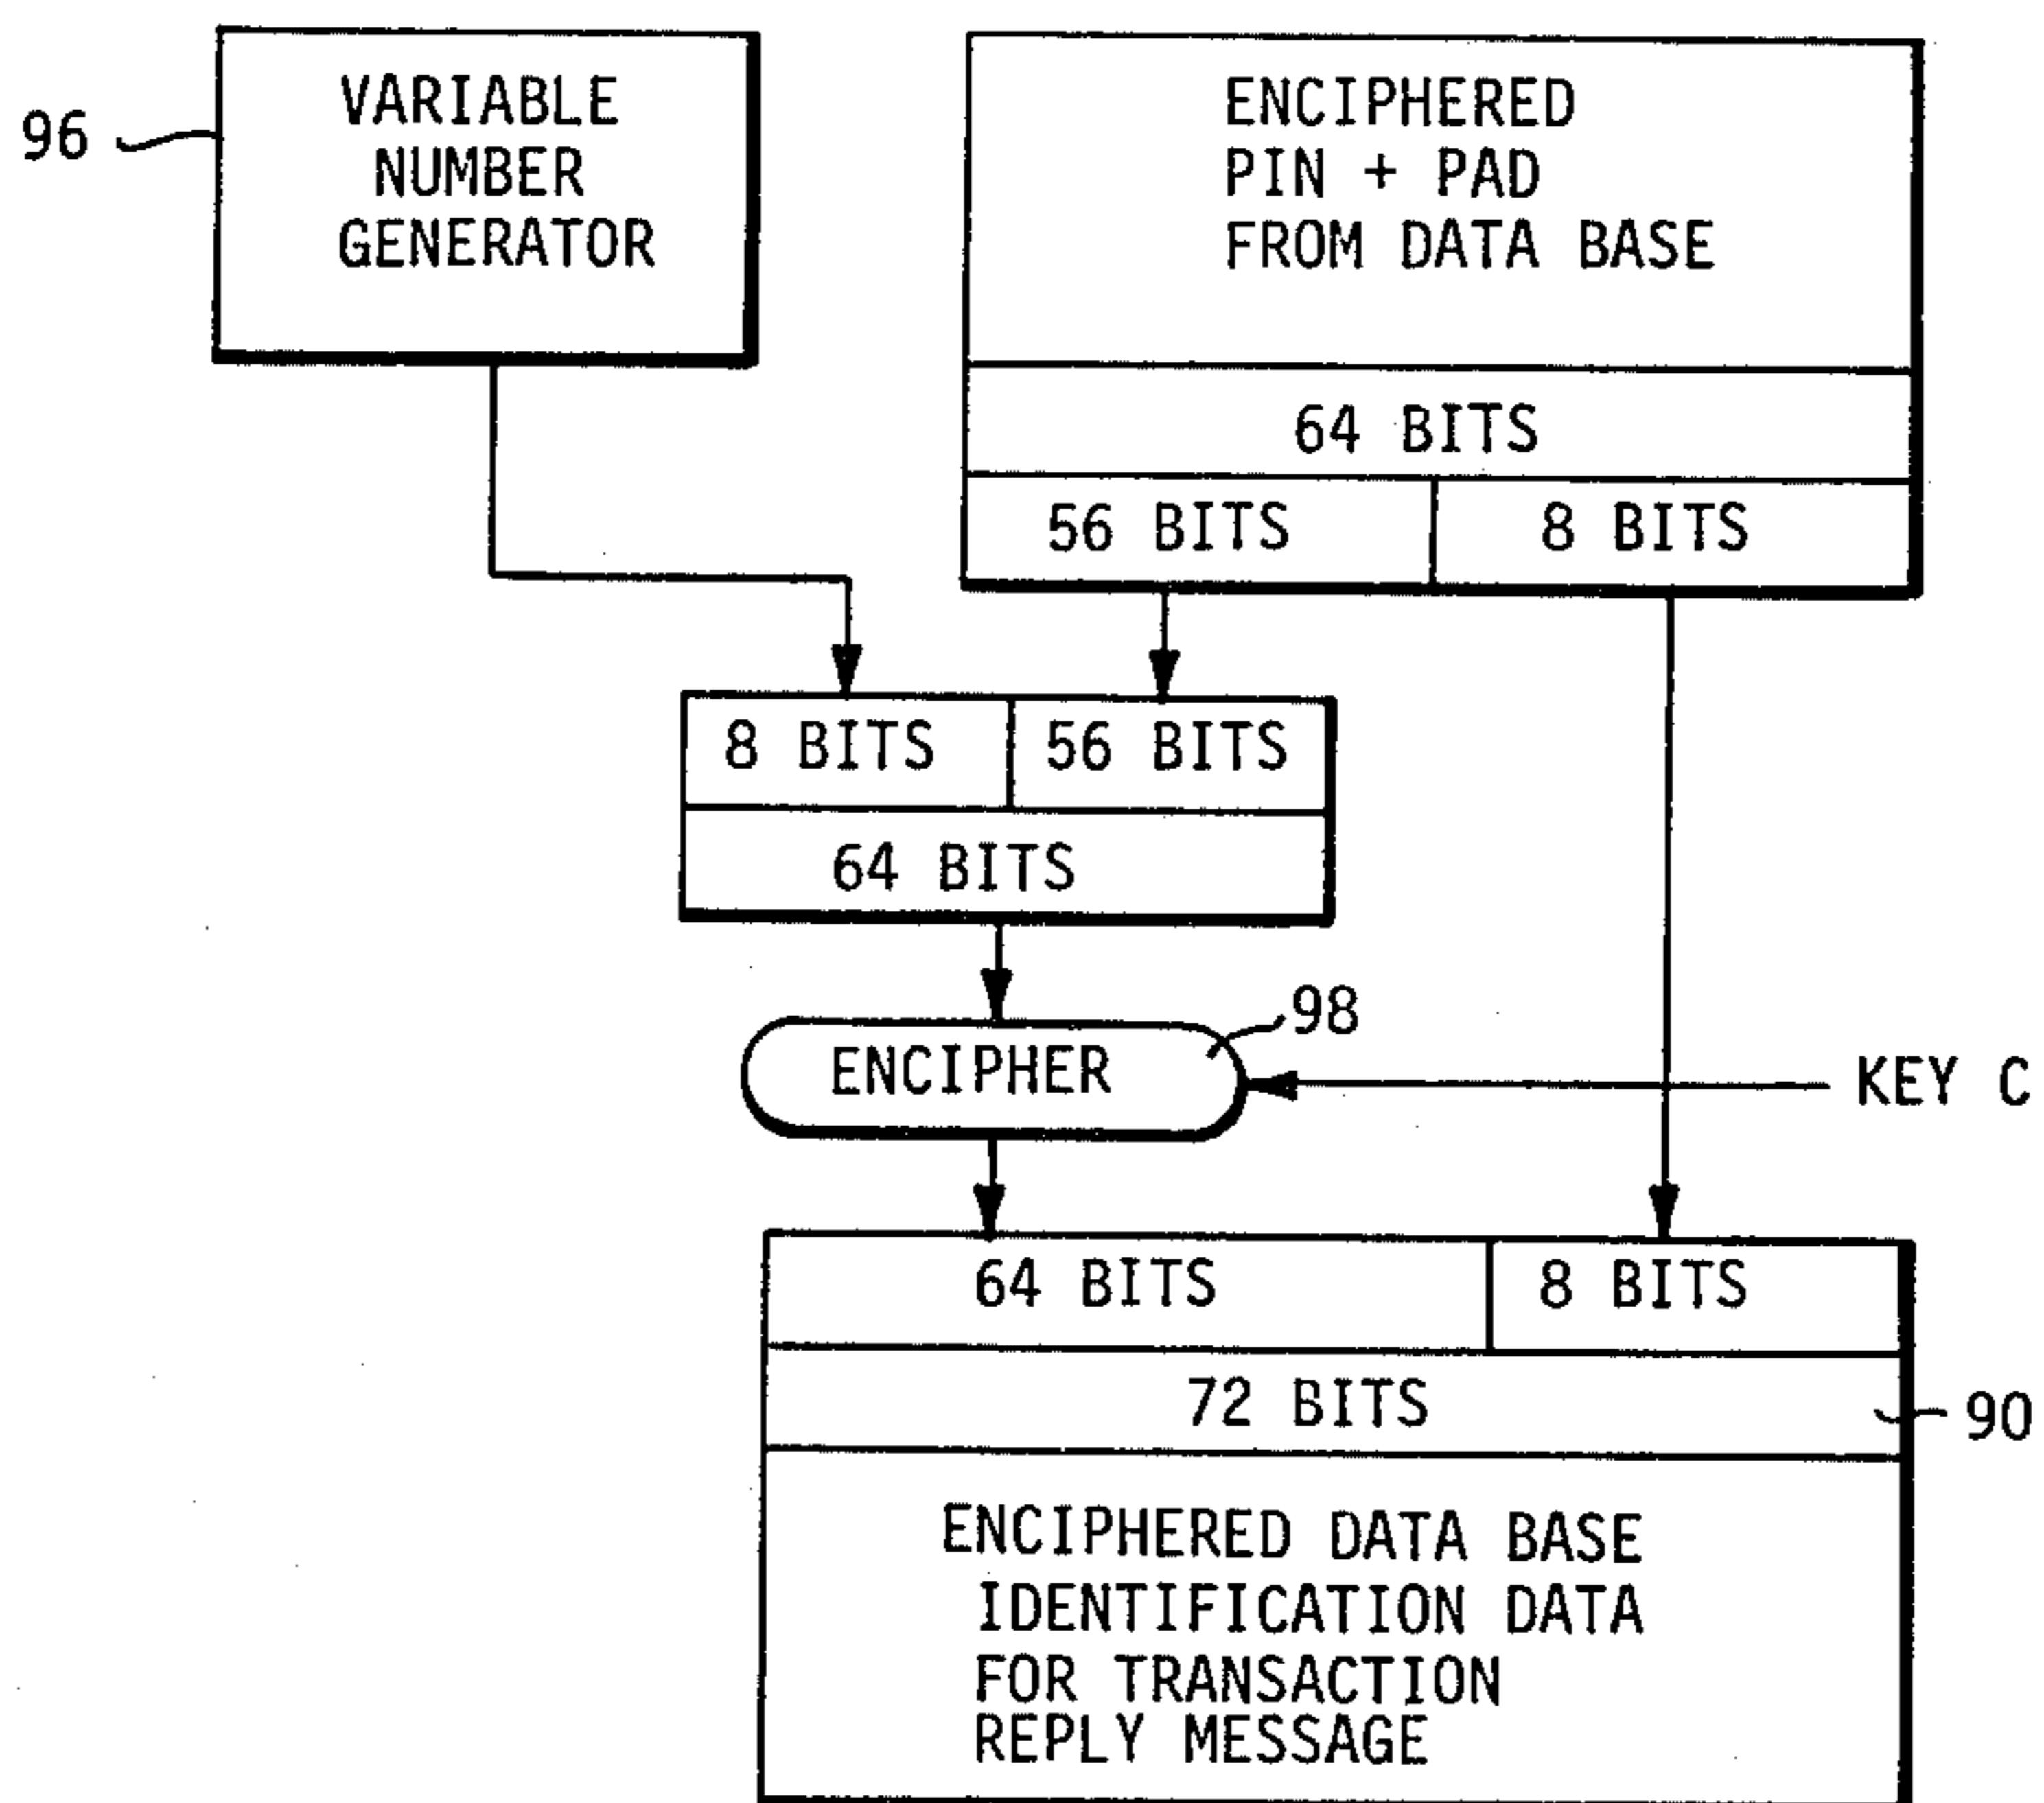 96
VARIABLE
NUMBER
GENERATOR
ENCIPHERED
PIN + PAD
FROM DATA BASE
64 BITS
56 BITS
8 BITS
8 BITS
56 BITS
64 BITS
98
ENCIPHER
KEY C
64 BITS
8 BITS
72 BITS
90
ENCIPHERED DATA BASE
IDENTIFICATION DATA
FOR TRANSACTION
REPLY MESSAGE